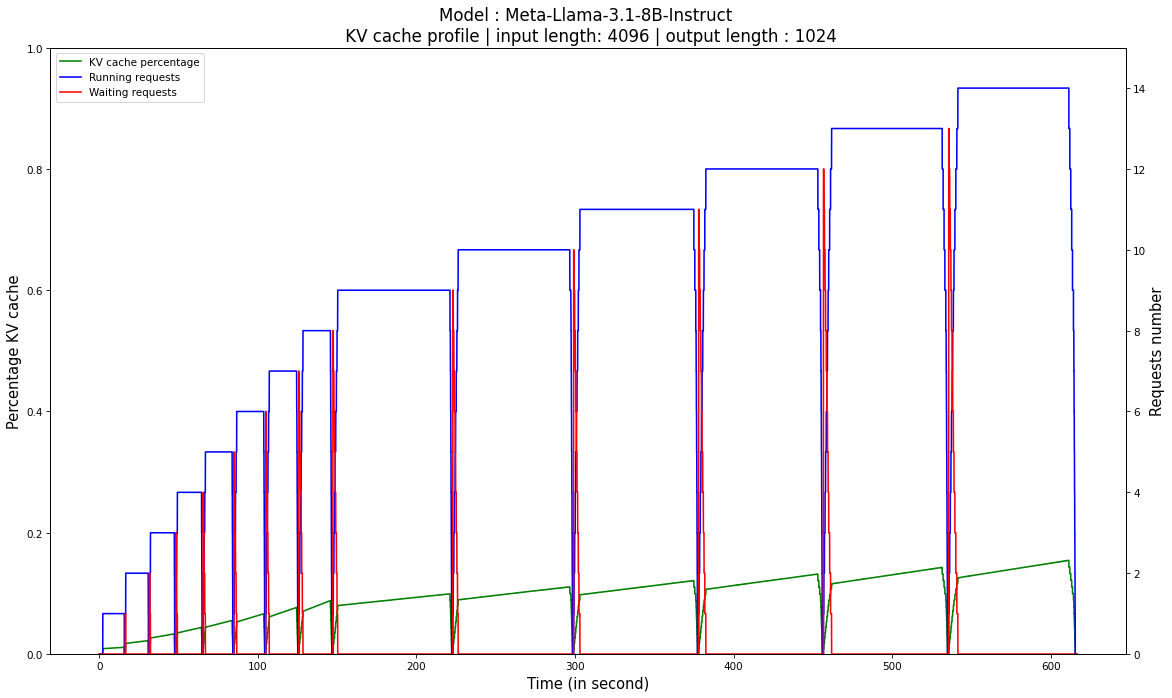 Model : Meta-Llama-3.1-8B-Instruct
KV cache profile | input length: 4096 | output length : 1024
KV cache percentage
Running requests
Waiting requests
Percentage KV cache
1.0
0.8
0.6
0.4
0.2
0.0
14
12
10
8
6
4
2
0
Requests number
0 100 200 300 400 500 600
Time (in second)